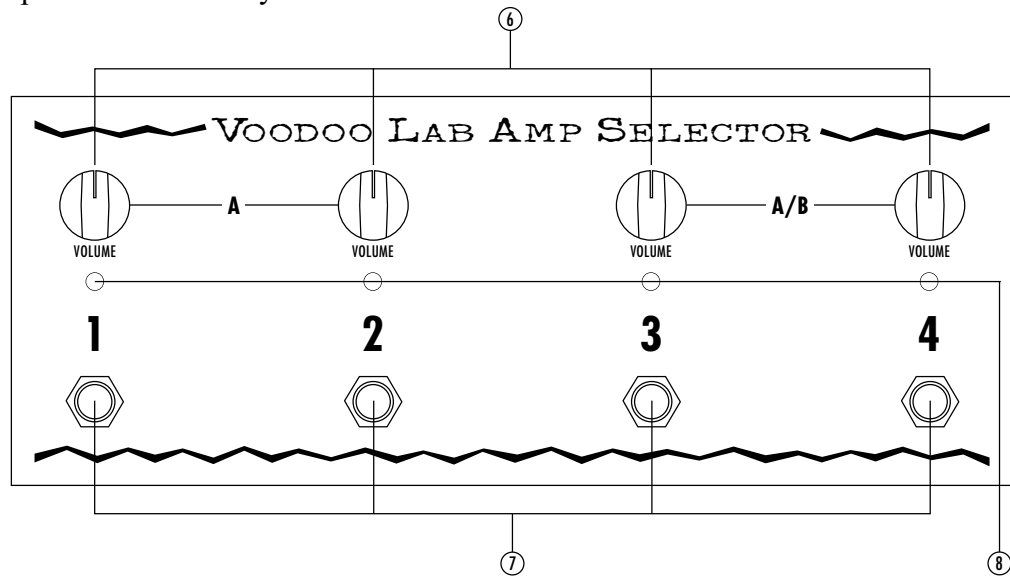 ⑥
VOODOO LAB AMP SELECTOR
A A/B
VOLUME VOLUME VOLUME VOLUME
1 2 3 4
⑦ ⑧